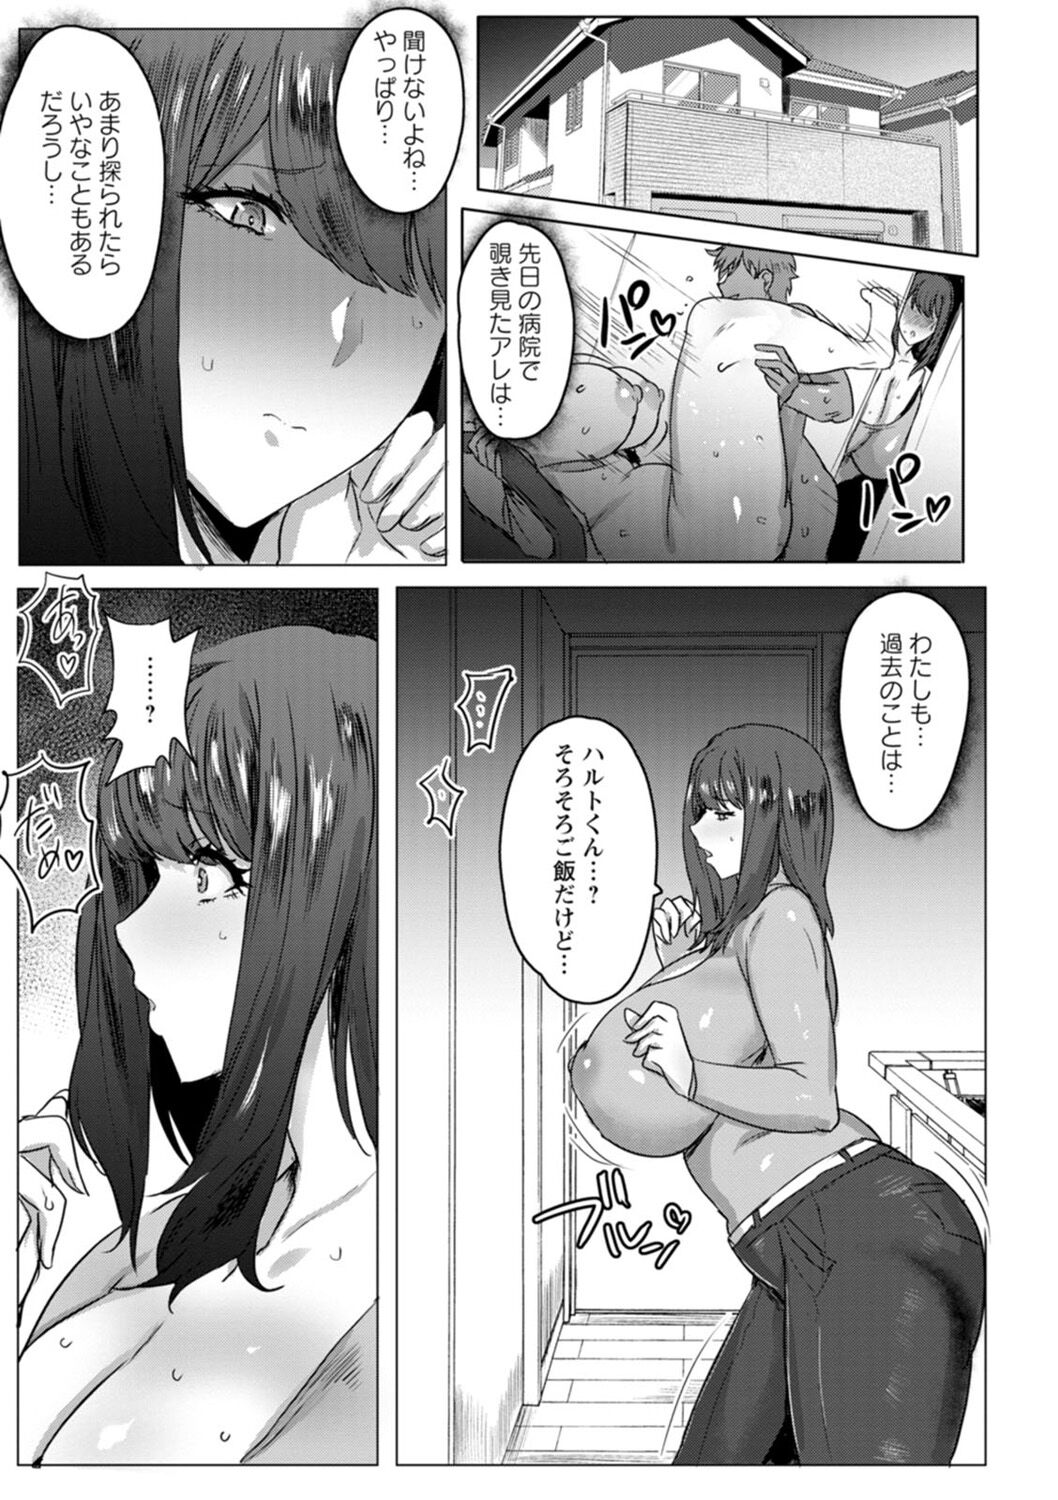 先日の病院で
覗き見たアレは…
パン♡
パン♡
聞けないよね…
やっぱり…
あまり探られたら
いやなこともある
だろうし…
わたしも…
過去のことは…
ハルトくん…?
そろそろご飯だけど…
…
…
ブルン♡
……?
あっ♡
だめ♡